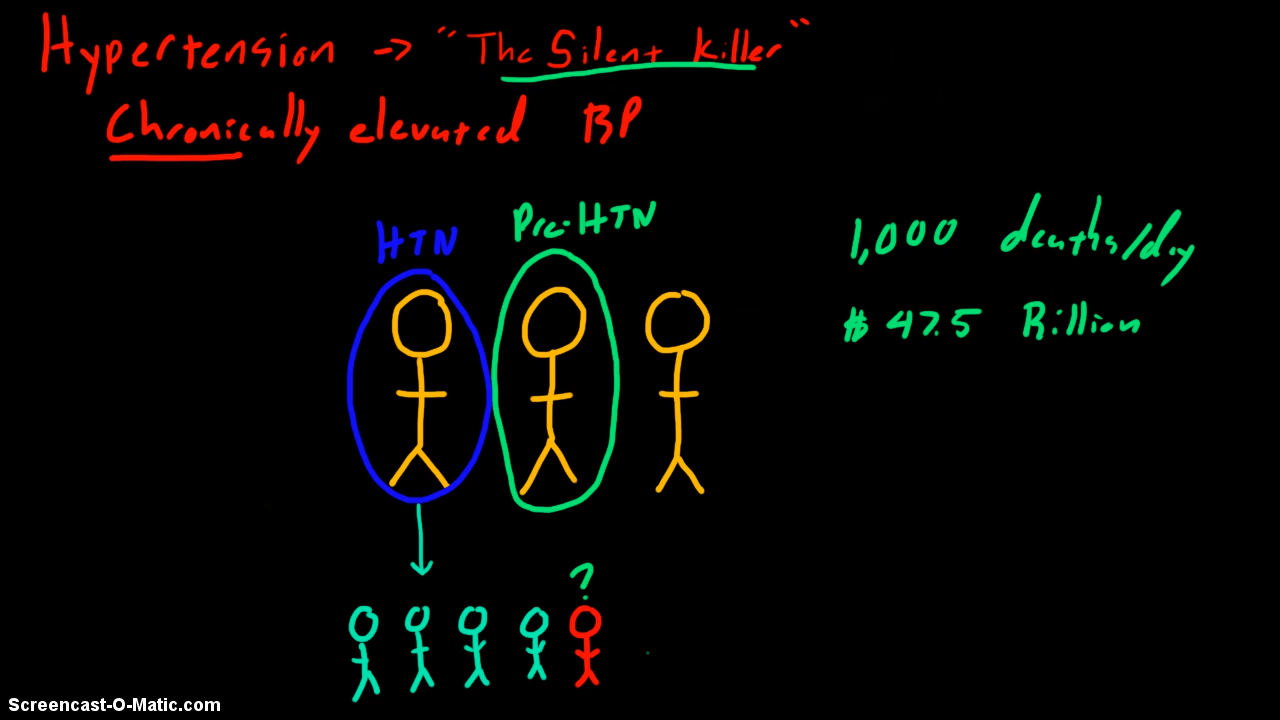 Hypertension → "The Silent Killer"
Chronically elevated BP
HTN
Pre-HTN
1,000 deaths/day
$ 47.5 Billion
?
Screencast-O-Matic.com